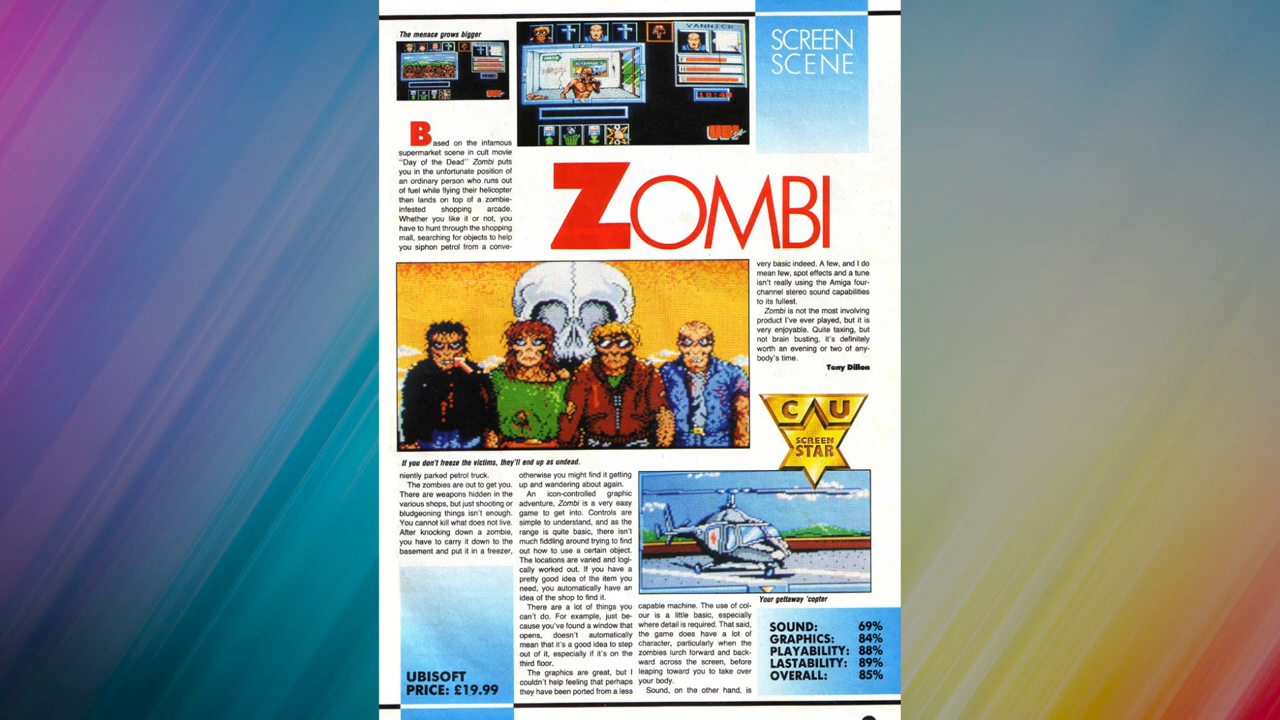 The menace grows bigger
YANNICK
SCREEN
SCENE
ZOMBI
Based on the infamous
supermarket scene in cult movie
"Day of the Dead" Zombi puts
you in the unfortunate position of
an ordinary person who runs out
of fuel while flying their helicopter
then lands on top of a zombie-
infested shopping arcade.
Whether you like it or not, you
have to hunt through the shopping
mall, searching for objects to help
you siphon petrol from a conve-
If you don't freeze the victims, they'll end up as undead.
niently parked petrol truck.
The zombies are out to get you.
There are weapons hidden in the
various shops, but just shooting or
bludgeoning things isn't enough.
You cannot kill what does not live.
After knocking down a zombie,
you have to carry it down to the
basement and put it in a freezer,
otherwise you might find it getting
up and wandering about again.
An icon-controlled graphic
adventure, Zombi is a very easy
game to get into. Controls are
simple to understand, and as the
range is quite basic, there isn't
much fiddling around trying to find
out how to use a certain object.
The locations are varied and logi-
cally worked out. If you have a
pretty good idea of the item you
need, you automatically have an
idea of the shop to find it.
There are a lot of things you
can't do. For example, just be-
cause you've found a window that
opens, doesn't automatically
mean that it's a good idea to step
out of it, especially if it's on the
third floor.
The graphics are great, but I
couldn't help feeling that perhaps
they have been ported from a less
capable machine. The use of col-
our is a little basic, especially
where detail is required. That said,
the game does have a lot of
character, particularly when the
zombies lurch forward and back-
ward across the screen, before
leaping toward you to take over
your body.
Sound, on the other hand, is
very basic indeed. A few, and I do
mean few, spot effects and a tune
isn't really using the Amiga four-
channel stereo sound capabilities
to its fullest.
Zombi is not the most involving
product I've ever played, but it is
very enjoyable. Quite taxing, but
not brain busting, it's definitely
worth an evening or two of any-
body's time.
Tony Dillon
CAU
SCREEN
STAR
Your gettaway 'copter
UBISOFT
PRICE: £19.99
SOUND: 69%
GRAPHICS: 84%
PLAYABILITY: 88%
LASTABILITY: 89%
OVERALL: 85%